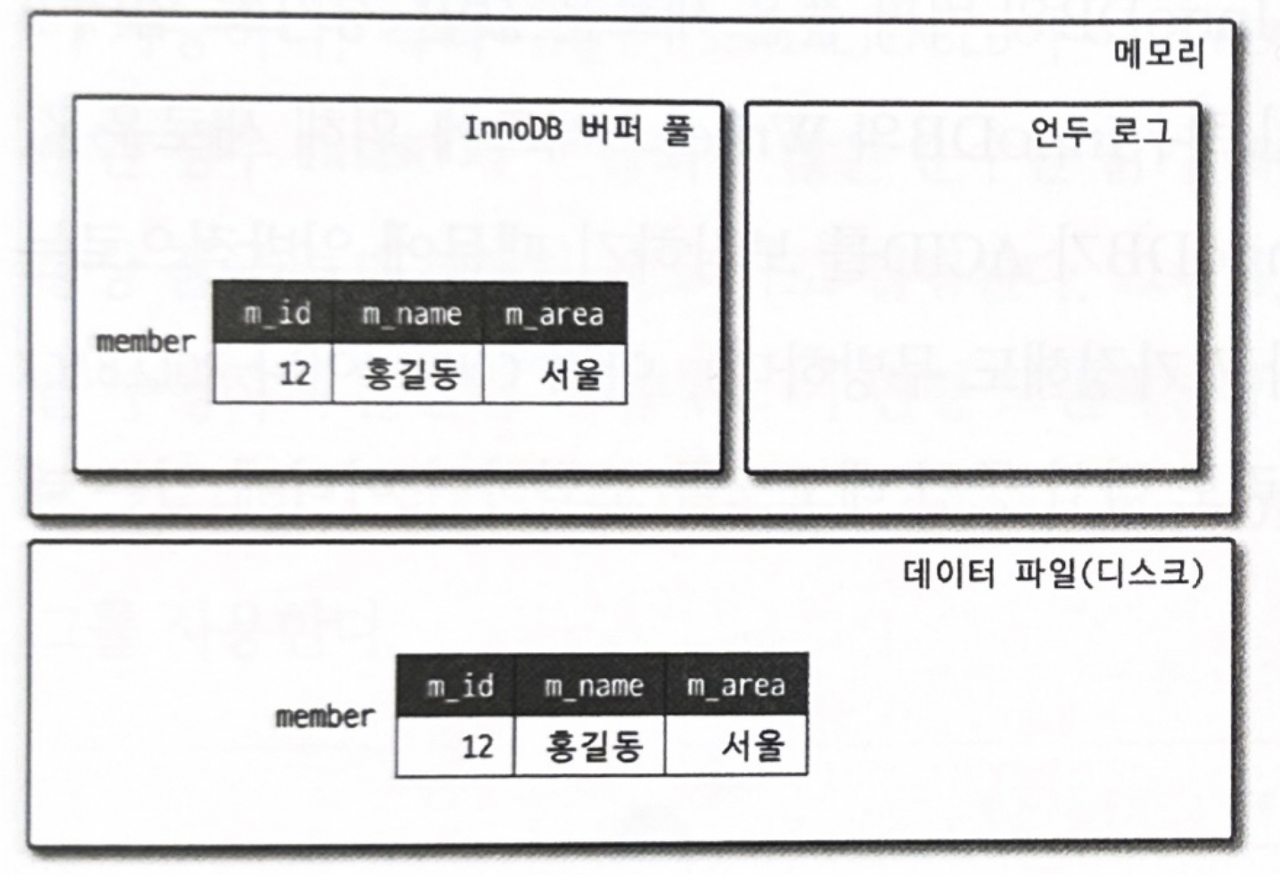 메모리
InnoDB 버퍼 풀
언두 로그
m_id m_name m_area
member
12 홍길동 서울
데이터 파일(디스크)
m_id m_name m_area
member
12 홍길동 서울